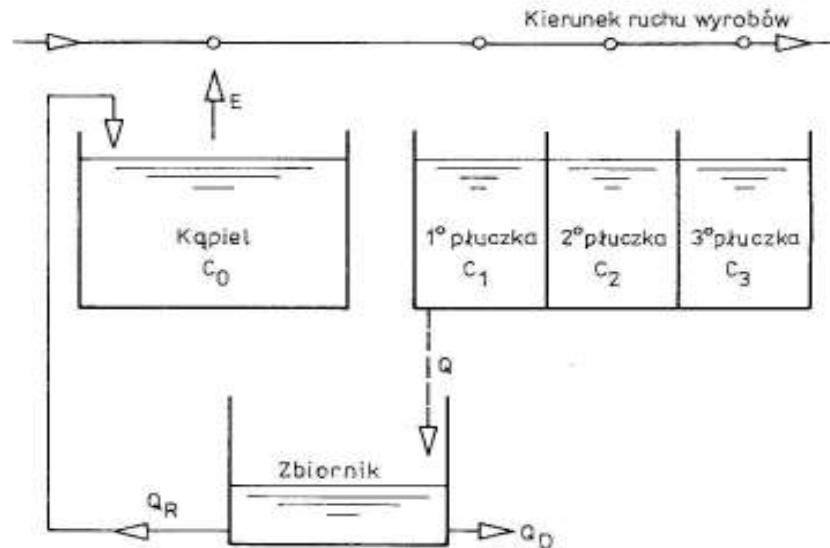 Kierunek ruchu wyrobów
E
Kąpiel
C0
1° płuczka
C1
2° płuczka
C2
3° płuczka
C3
Q
Zbiornik
QR
QD